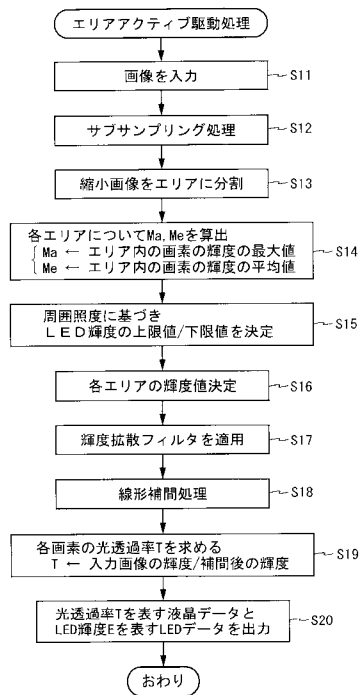 エリアアクティブ駆動処理
画像を入力
S11
サブサンプリング処理
S12
縮小画像をエリアに分割
S13
各エリアについてMa,Meを算出
Ma ← エリア内の画素の輝度の最大値
Me ← エリア内の画素の輝度の平均値
S14
周囲照度に基づき
LED輝度の上限値/下限値を決定
S15
各エリアの輝度値決定
S16
輝度拡散フィルタを適用
S17
線形補間処理
S18
各画素の光透過率Tを求める
T ← 入力画像の輝度/補間後の輝度
S19
光透過率Tを表す液晶データと
LED輝度Eを表すLEDデータを出力
S20
おわり